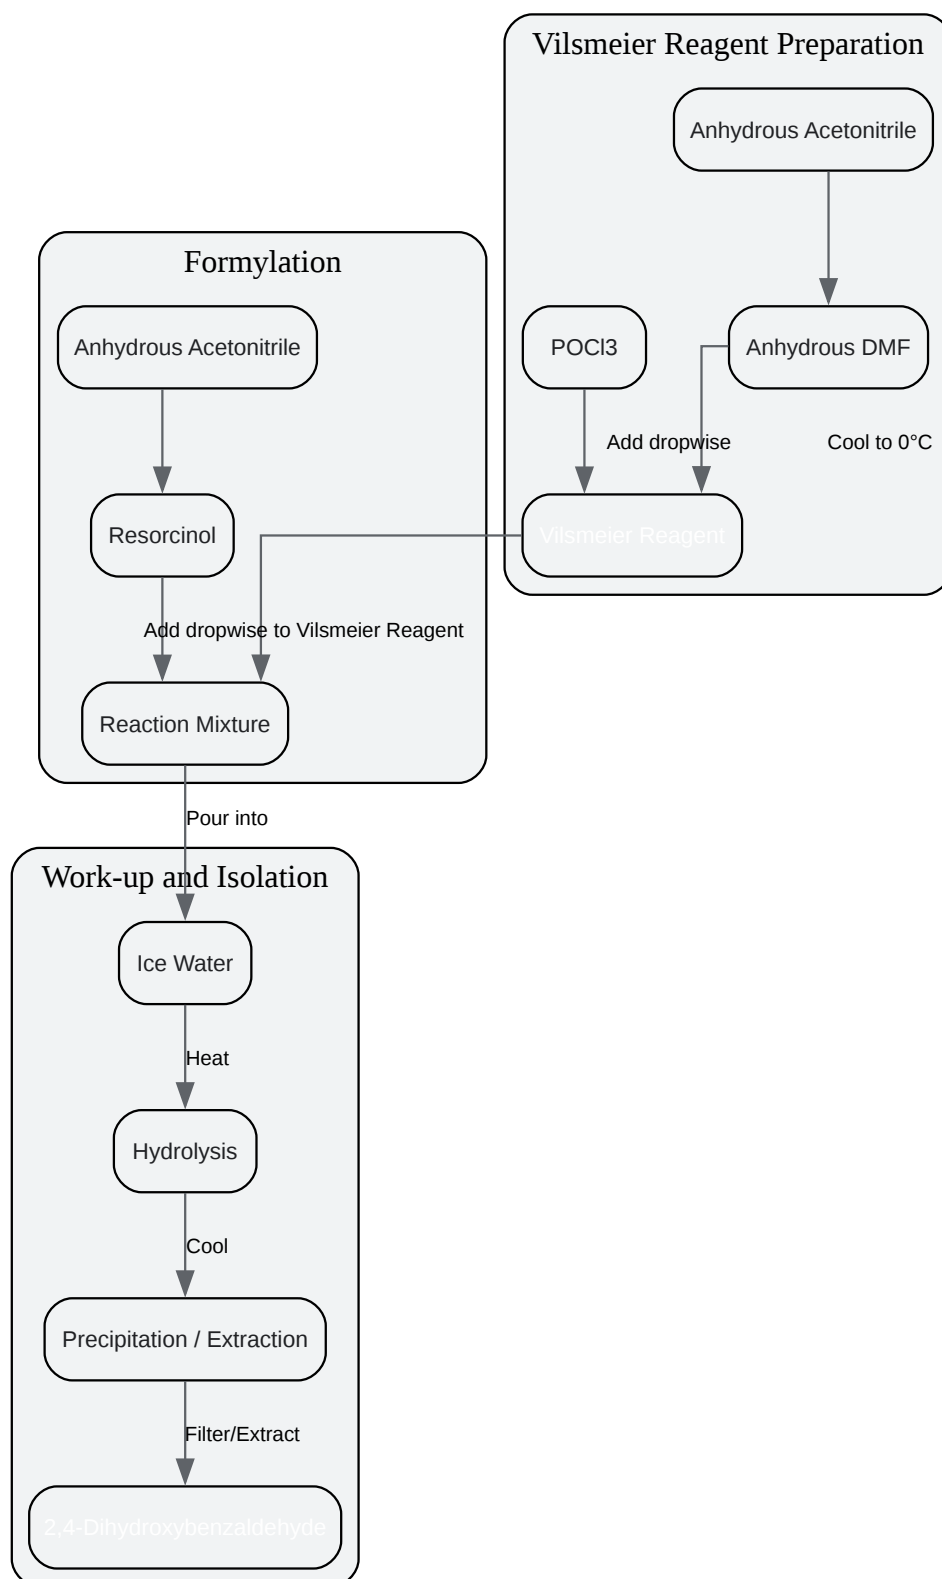 Vilsmeier Reagent Preparation
Anhydrous Acetonitrile
POCl3
Anhydrous DMF
Add dropwise
Cool to 0°C
Vilsmeier Reagent
Formylation
Anhydrous Acetonitrile
Resorcinol
Add dropwise to Vilsmeier Reagent
Reaction Mixture
Pour into
Work-up and Isolation
Ice Water
Heat
Hydrolysis
Cool
Precipitation / Extraction
Filter/Extract
2,4-Dihydroxybenzaldehyde